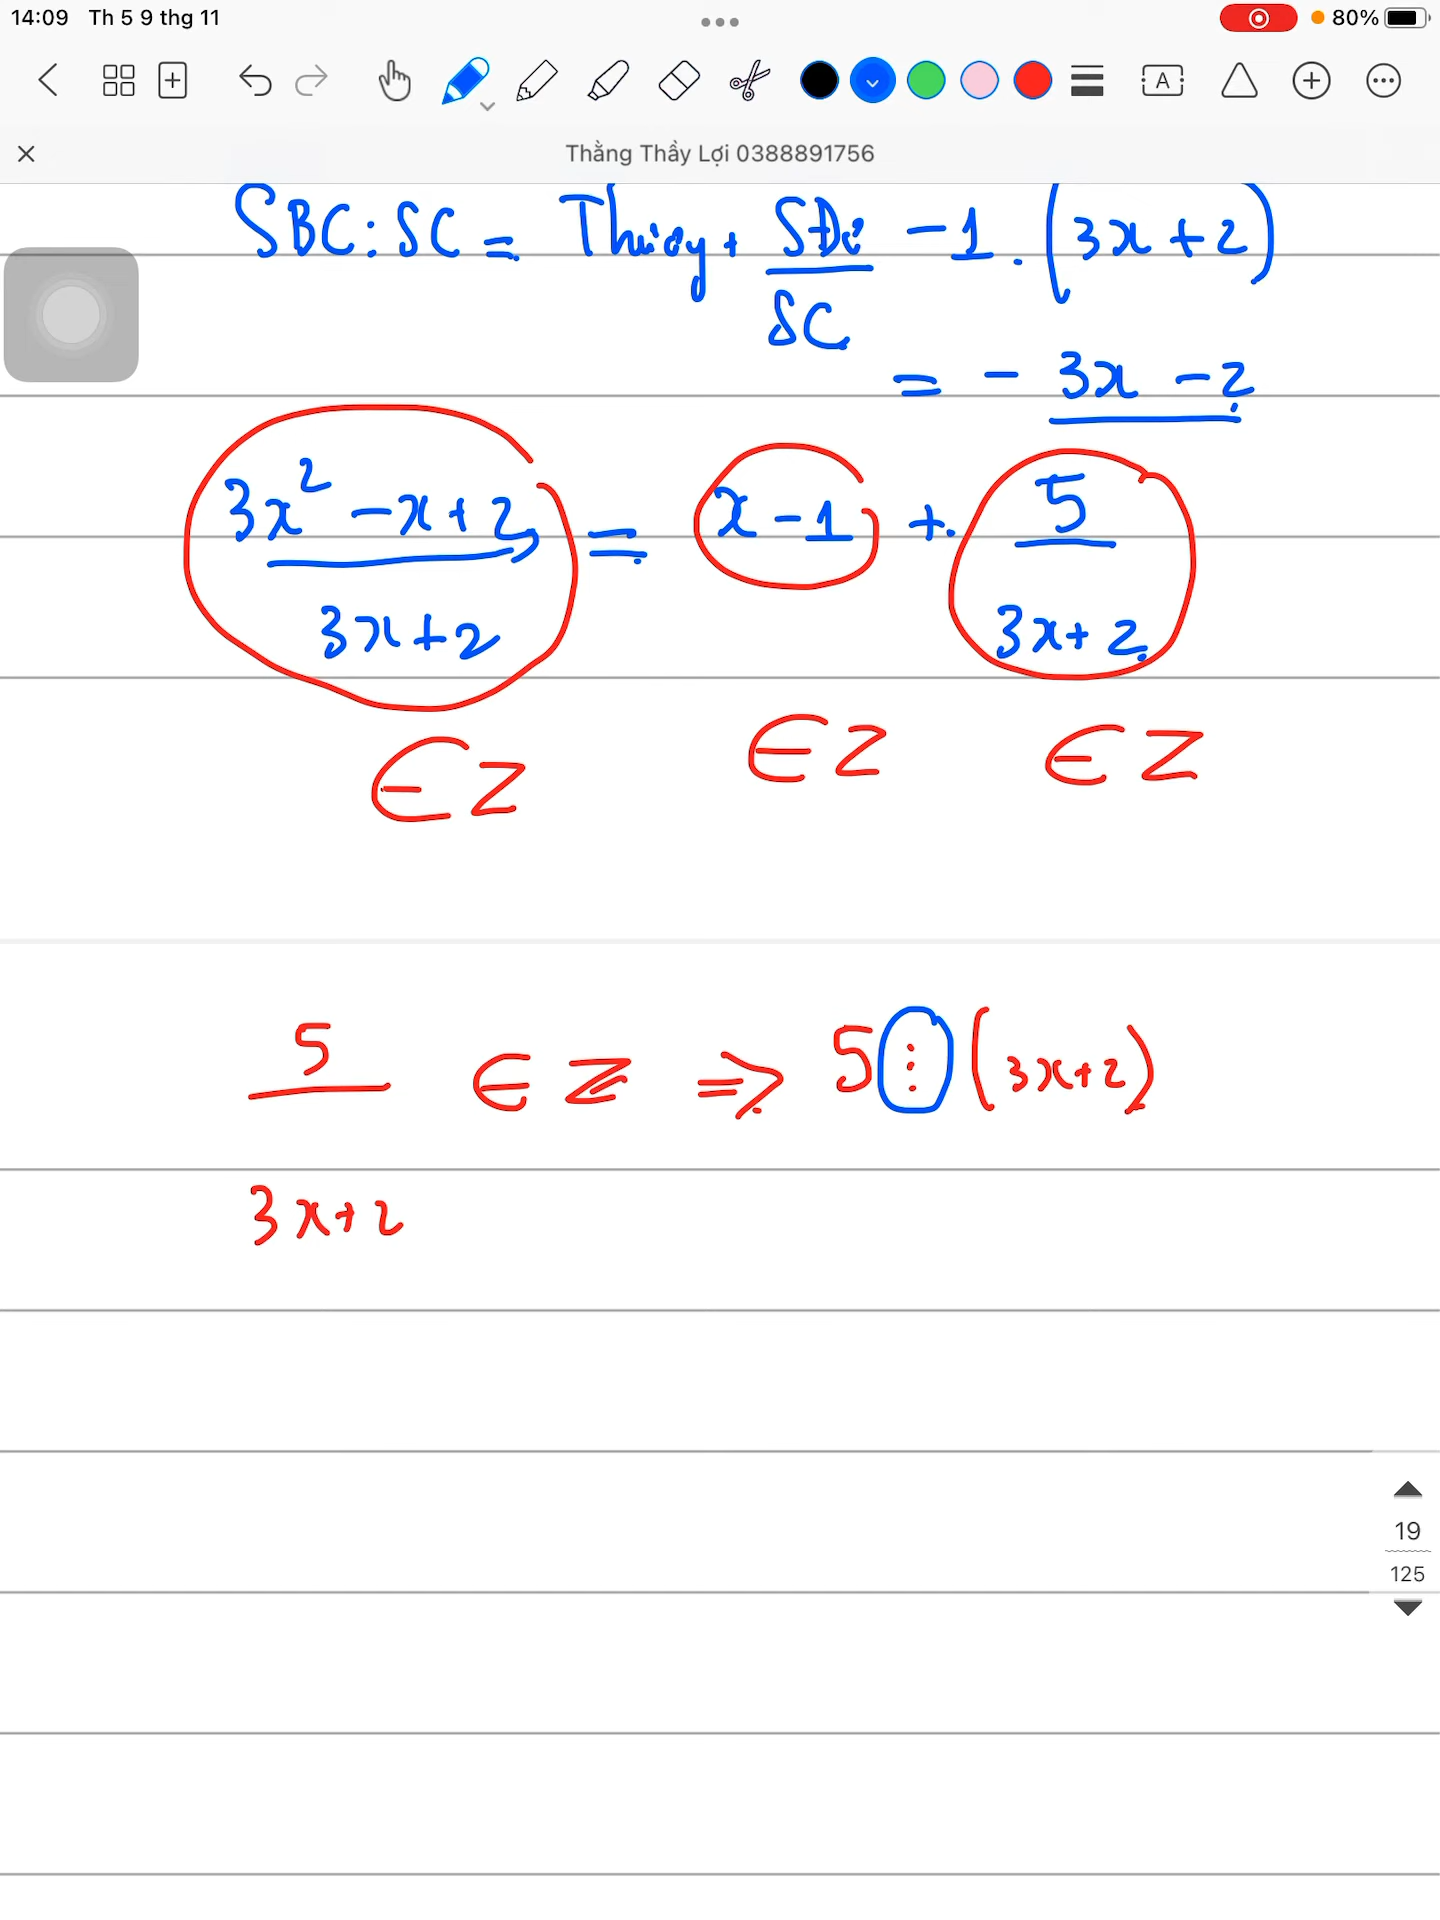 14:09 Th 5 9 thg 11
80%
A
Thằng Thầy Lợi 0388891756
SBC : SC = Thương + SDư/SC - 1 . (3x + 2)
= - 3x - 2
(3x² - x + 2)/(3x + 2) = x - 1 + 5/(3x + 2)
∈ Z ∈ Z ∈ Z
5/(3x + 2) ∈ Z => 5 ⋮ (3x + 2)
19
125